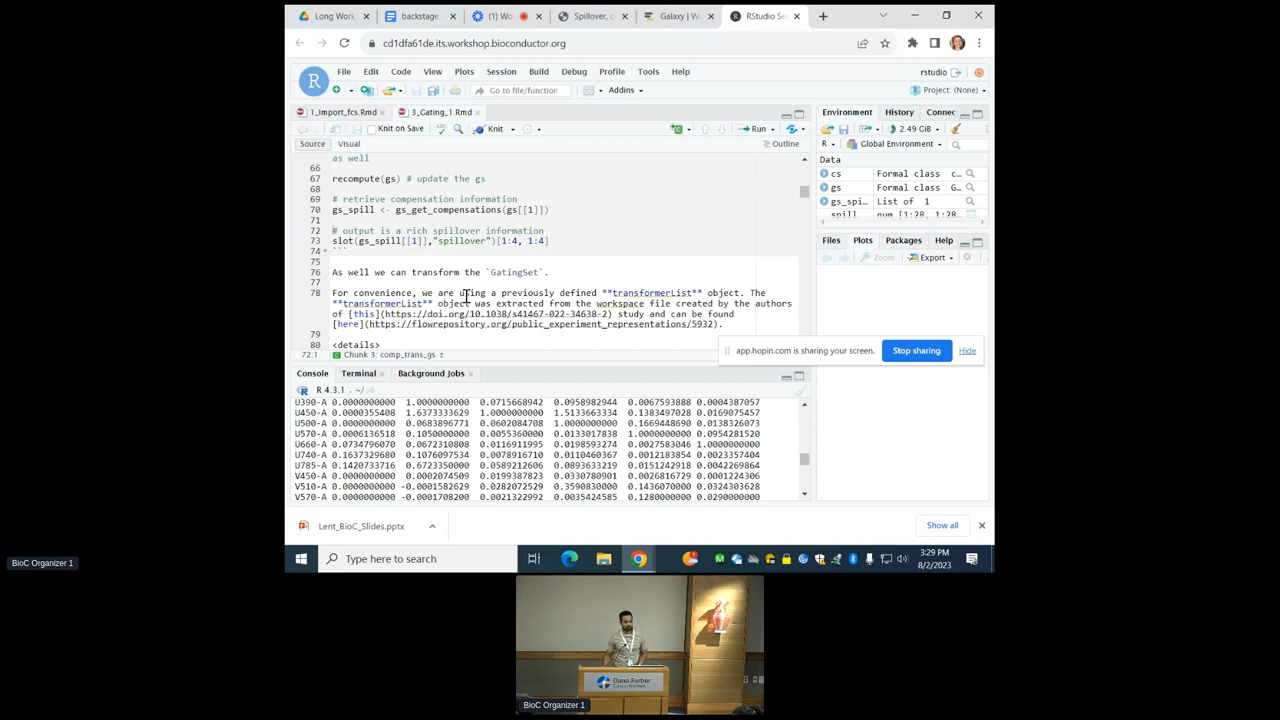 Long Work
backstage -
(1) Wo
Spillover, c
Galaxy | W
RStudio Se
cd1dfa61de.its.workshop.bioconductor.org
File Edit Code View Plots Session Build Debug Profile Tools Help
rstudio
Go to file/function
Addins
Project: (None)
1_Import_fcs.Rmd
3_Gating_1.Rmd
Knit on Save
Knit
Run
Source Visual
Outline
as well
66
67 recompute(gs) # update the gs
68
69 # retrieve compensation information
70 gs_spill <- gs_get_compensations(gs[[1]])
71
72 # output is a rich spillover information
73 slot(gs_spill[[1]],"spillover")[1:4, 1:4]
74 ```
75
76 As well we can transform the `GatingSet`.
77
78 For convenience, we are using a previously defined **transformerList** object. The
**transformerList** object was extracted from the workspace file created by the authors
of [this](https://doi.org/10.1038/s41467-022-34638-2) study and can be found
[here](https://flowrepository.org/public_experiment_representations/5932).
79
80 <details>
72:1 Chunk 3: comp_trans_gs
Environment History Connec
2.49 GiB
R Global Environment
Data
cs Formal class c…
gs Formal class G…
gs_spi… List of 1
spill num [1:28, 1:28…
Files Plots Packages Help
Zoom Export
app.hopin.com is sharing your screen. Stop sharing Hide
Console Terminal Background Jobs
R 4.3.1 · ~/
U390-A 0.0000000000 1.0000000000 0.0715668942 0.0958982944 0.0067593888 0.0004387057
U450-A 0.0000355408 1.6373333629 1.0000000000 1.5133663334 0.1383497028 0.0169075457
U500-A 0.0000000000 0.0683896771 0.0602084708 1.0000000000 0.1669448690 0.0138326073
U570-A 0.0006136518 0.1050000000 0.0055360000 0.0133017838 1.0000000000 0.0954281520
U660-A 0.0734796070 0.0672310808 0.0116911995 0.0198593274 0.0027583046 1.0000000000
U740-A 0.1637329680 0.1076097534 0.0078916710 0.0110460367 0.0012183854 0.0023357404
U785-A 0.1420733716 0.6723350000 0.0589212606 0.0893633219 0.0151242918 0.0042269864
V450-A 0.0000000000 0.0002074509 0.0199387823 0.0330780901 0.0026816729 0.0001224306
V510-A 0.0000000000 -0.0001582629 0.0282072529 0.3590830000 0.1436070000 0.0324303628
V570-A 0.0000000000 -0.0001708200 0.0021322992 0.0035424585 0.1280000000 0.0290000000
Lent_BioC_Slides.pptx
Show all
Type here to search
3:29 PM
8/2/2023
BioC Organizer 1
Dana Farber
BioC Organizer 1